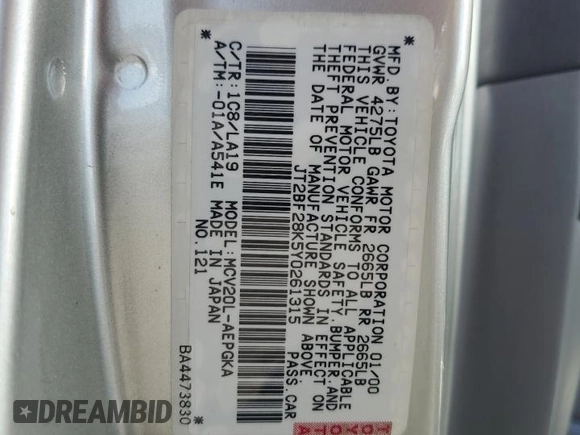 MFD BY:TOYOTA MOTOR CORPORATION 01/00
GVWR 4275LB GAWR FR 2665LB RR 2665LB
THIS VEHICLE CONFORMS TO ALL APPLICABLE
FEDERAL MOTOR VEHICLE SAFETY,BUMPER,AND
THEFT PREVENTION STANDARDS IN EFFECT ON
THE DATE OF MANUFACTURE SHOWN ABOVE.
*JT2BF28K5Y0261315 PASS.CAR*
C/TR:1C8/LA19 MODEL:MCV20L-AEPGKA
A/TM:-01A/A541E MADE IN JAPAN
NO.121
BA4473830
DREAMBID